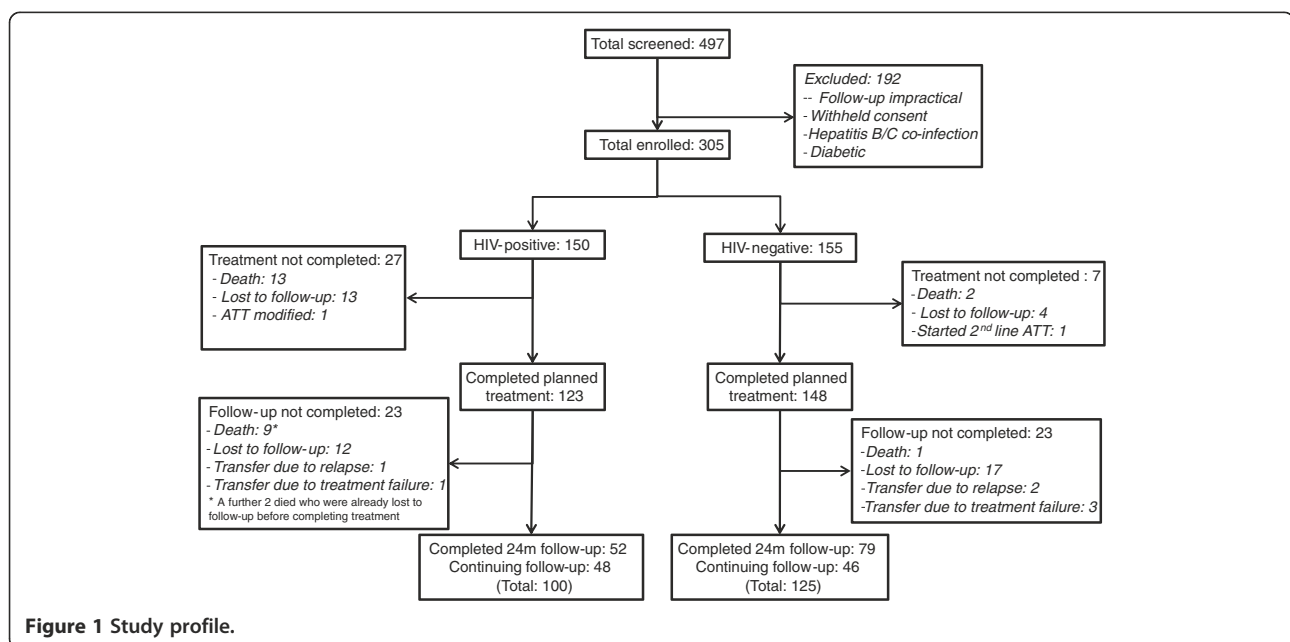 Total screened: 497
Excluded: 192
-- Follow-up impractical
- Withheld consent
-Hepatitis B/C co-infection
- Diabetic
Total enrolled: 305
HIV-positive: 150
HIV-negative: 155
Treatment not completed: 27
- Death: 13
- Lost to follow-up: 13
- ATT modified: 1
Treatment not completed : 7
-Death: 2
- Lost to follow-up: 4
-Started 2nd line ATT: 1
Completed planned
treatment: 123
Completed planned
treatment: 148
Follow-up not completed: 23
- Death: 9*
- Lost to follow-up: 12
- Transfer due to relapse: 1
- Transfer due to treatment failure: 1
* A further 2 died who were already lost to
follow-up before completing treatment
Follow-up not completed: 23
-Death: 1
-Lost to follow-up: 17
-Transfer due to relapse: 2
-Transfer due to treatment failure: 3
Completed 24m follow-up: 52
Continuing follow-up: 48
(Total: 100)
Completed 24m follow-up: 79
Continuing follow-up: 46
(Total: 125)
Figure 1 Study profile.